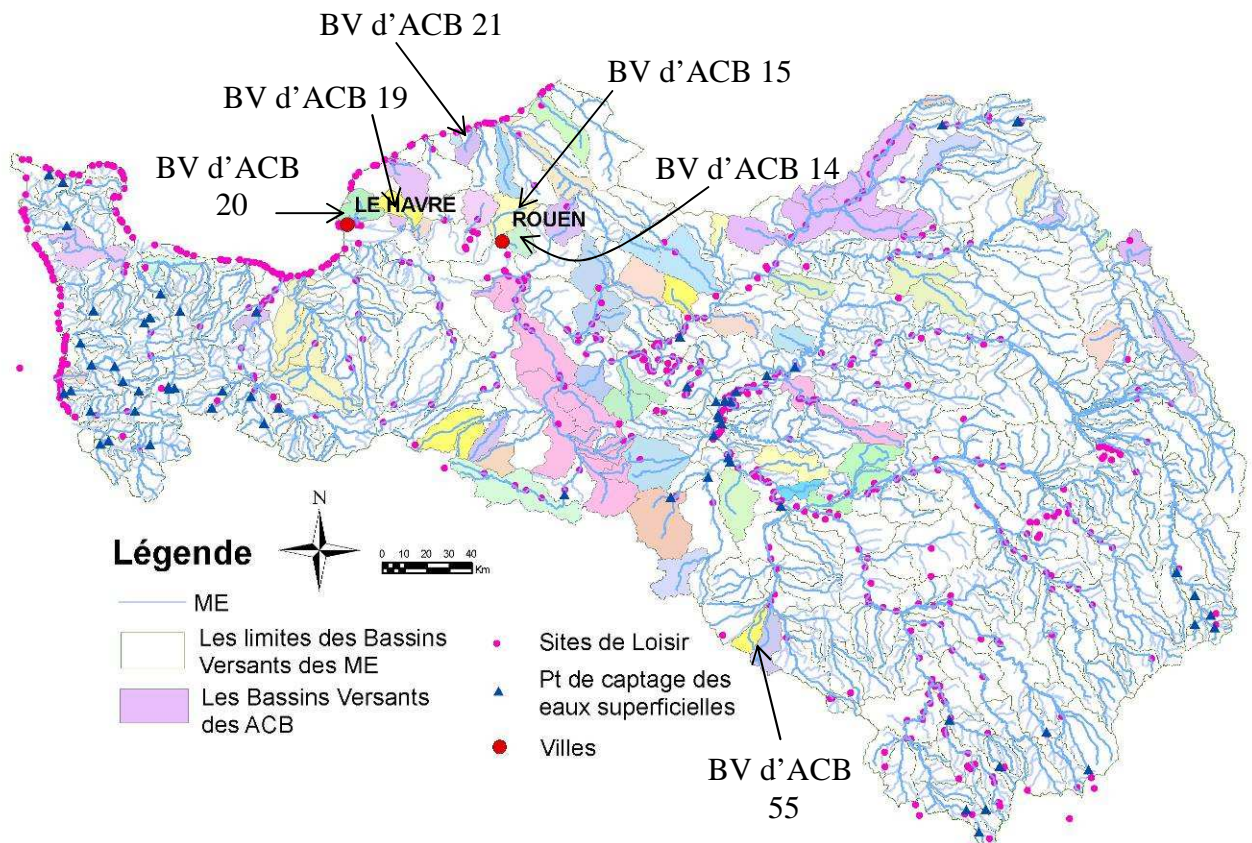 BV d'ACB 21
BV d'ACB 15
BV d'ACB 19
BV d'ACB 14
BV d'ACB
20
LE HAVRE
ROUEN
N
Légende
0 10 20 30 40
Km
ME
Les limites des Bassins
Versants des ME
Les Bassins Versants
des ACB
Sites de Loisir
Pt de captage des
eaux superficielles
Villes
BV d'ACB
55